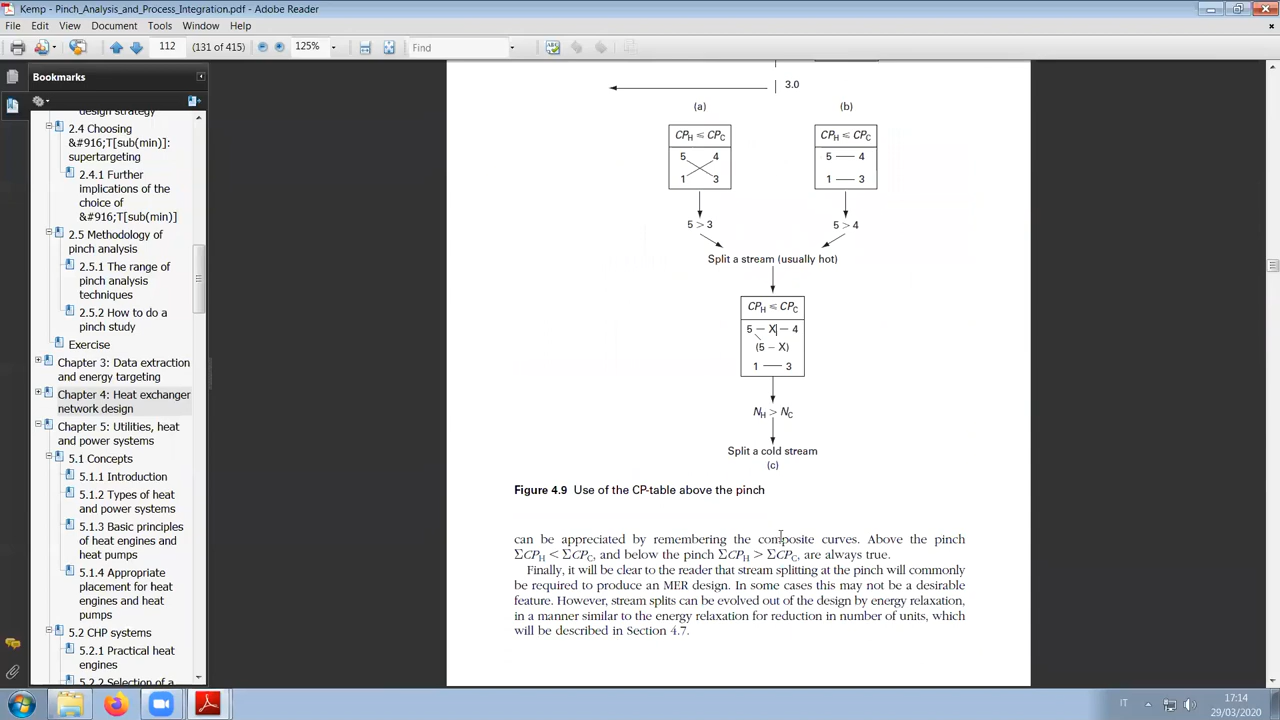 Kemp - Pinch_Analysis_and_Process_Integration.pdf - Adobe Reader
File Edit View Document Tools Window Help
112 (131 of 415) 125% Find
Bookmarks
design strategy
2.4 Choosing
&#916;T[sub(min)]:
supertargeting
2.4.1 Further
implications of the
choice of
&#916;T[sub(min)]
2.5 Methodology of
pinch analysis
2.5.1 The range of
pinch analysis
techniques
2.5.2 How to do a
pinch study
Exercise
Chapter 3: Data extraction
and energy targeting
Chapter 4: Heat exchanger
network design
Chapter 5: Utilities, heat
and power systems
5.1 Concepts
5.1.1 Introduction
5.1.2 Types of heat
and power systems
5.1.3 Basic principles
of heat engines and
heat pumps
5.1.4 Appropriate
placement for heat
engines and heat
pumps
5.2 CHP systems
5.2.1 Practical heat
engines
5.2.2 Selection of a
3.0
(a) (b)
CPH ⩽ CPC CPH ⩽ CPC
5 4 5 4
1 3 1 3
5 > 3 5 > 4
Split a stream (usually hot)
CPH ⩽ CPC
5 – X – 4
(5 – X)
1 3
NH > NC
Split a cold stream
(c)
Figure 4.9 Use of the CP-table above the pinch
can be appreciated by remembering the composite curves. Above the pinch
ΣCPH < ΣCPC, and below the pinch ΣCPH > ΣCPC, are always true.
Finally, it will be clear to the reader that stream splitting at the pinch will commonly
be required to produce an MER design. In some cases this may not be a desirable
feature. However, stream splits can be evolved out of the design by energy relaxation,
in a manner similar to the energy relaxation for reduction in number of units, which
will be described in Section 4.7.
IT 17:14
29/03/2020